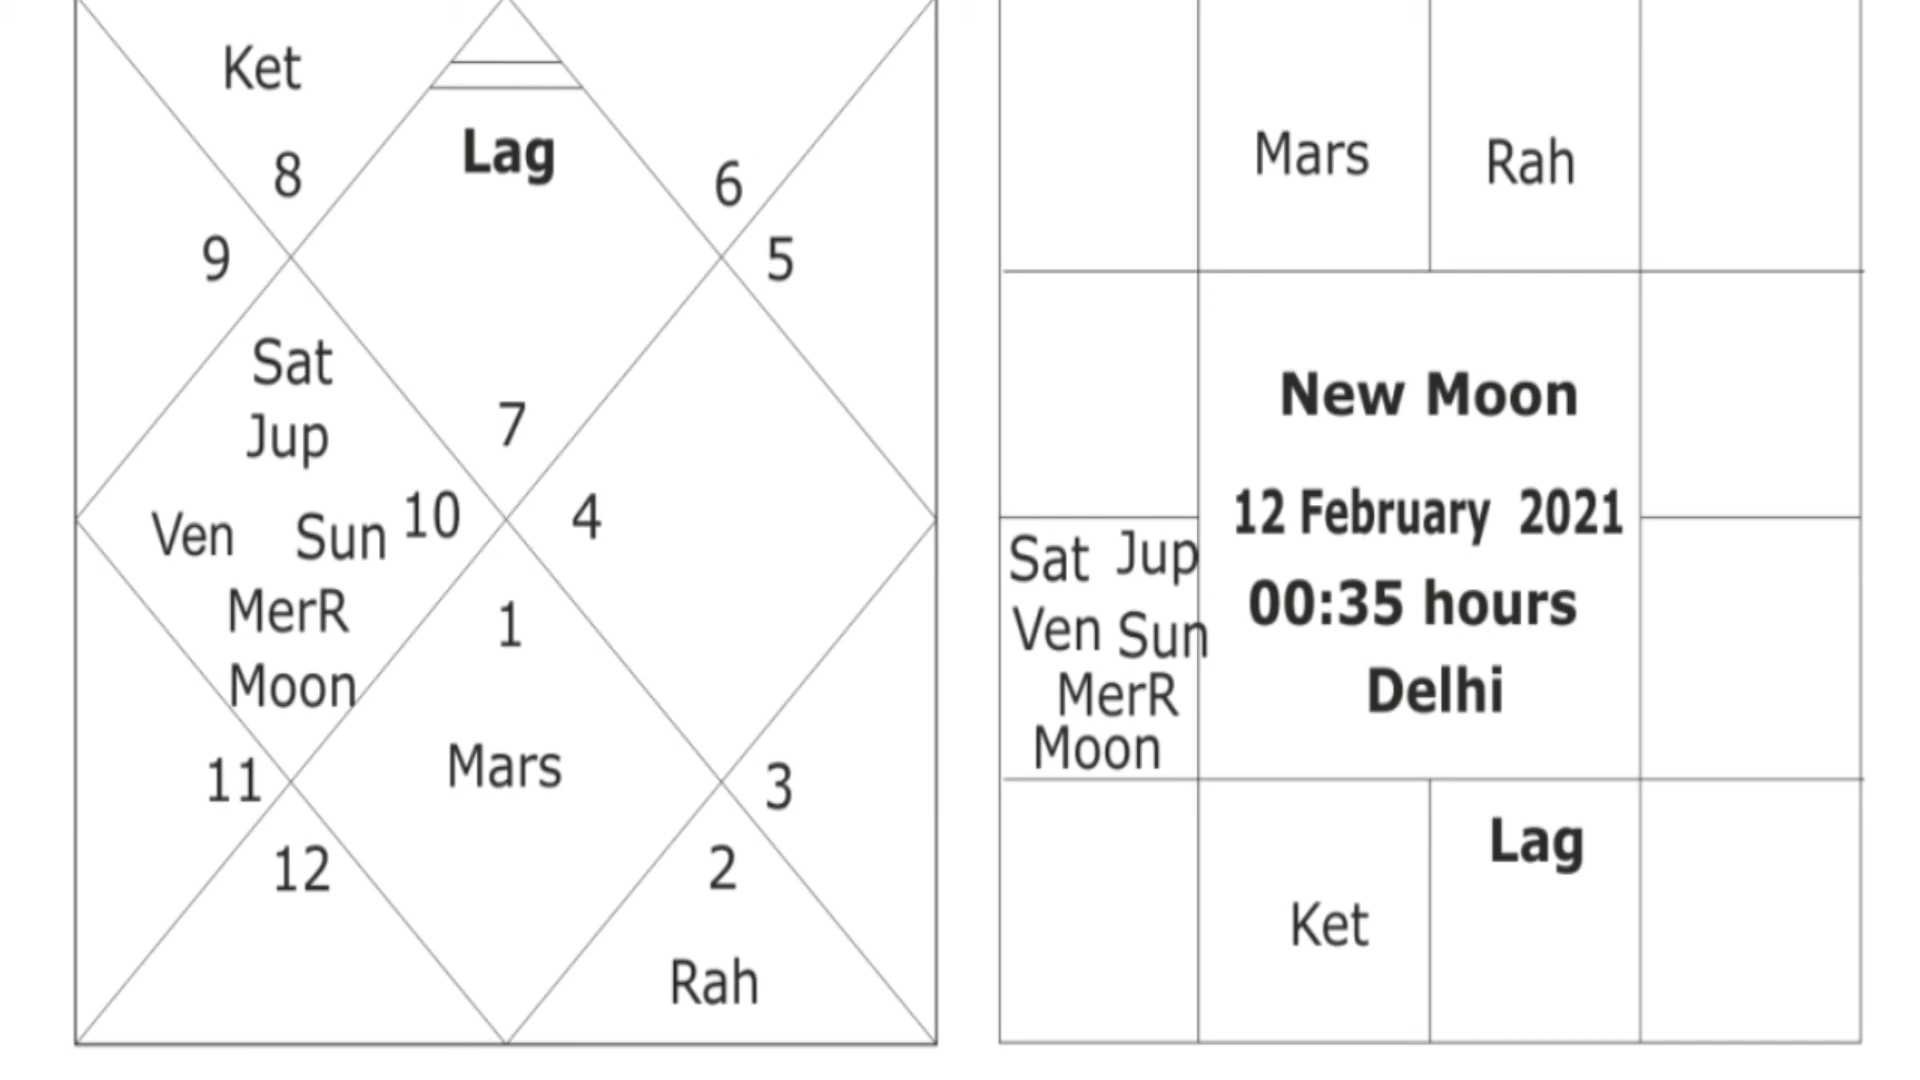 Ket
Lag
8
6
9
5
Sat
Jup
7
Ven Sun 10
4
MerR
1
Moon
Mars
11
3
12
2
Rah
Mars
Rah
New Moon
12 February 2021
00:35 hours
Delhi
Sat Jup
Ven Sun
MerR
Moon
Lag
Ket